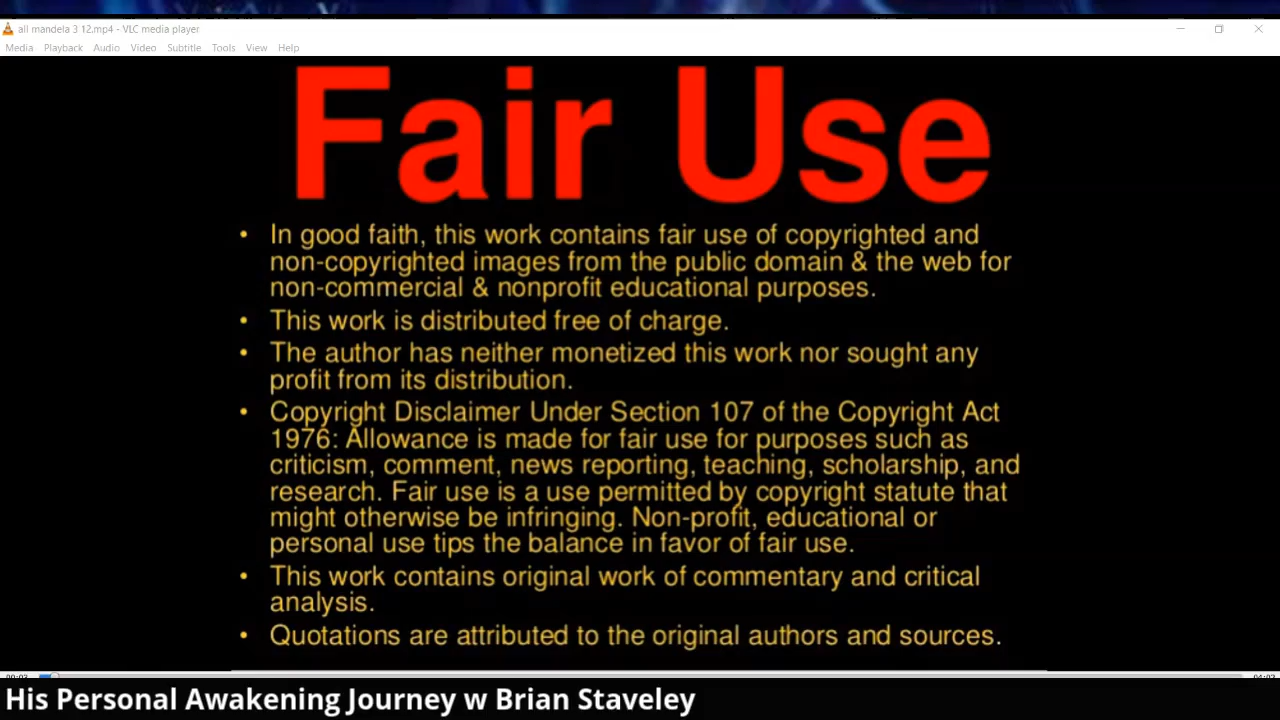 all mandela 3 12.mp4 - VLC media player
Media Playback Audio Video Subtitle Tools View Help
Fair Use
• In good faith, this work contains fair use of copyrighted and
non-copyrighted images from the public domain & the web for
non-commercial & nonprofit educational purposes.
• This work is distributed free of charge.
• The author has neither monetized this work nor sought any
profit from its distribution.
• Copyright Disclaimer Under Section 107 of the Copyright Act
1976: Allowance is made for fair use for purposes such as
criticism, comment, news reporting, teaching, scholarship, and
research. Fair use is a use permitted by copyright statute that
might otherwise be infringing. Non-profit, educational or
personal use tips the balance in favor of fair use.
• This work contains original work of commentary and critical
analysis.
• Quotations are attributed to the original authors and sources.
His Personal Awakening Journey w Brian Staveley